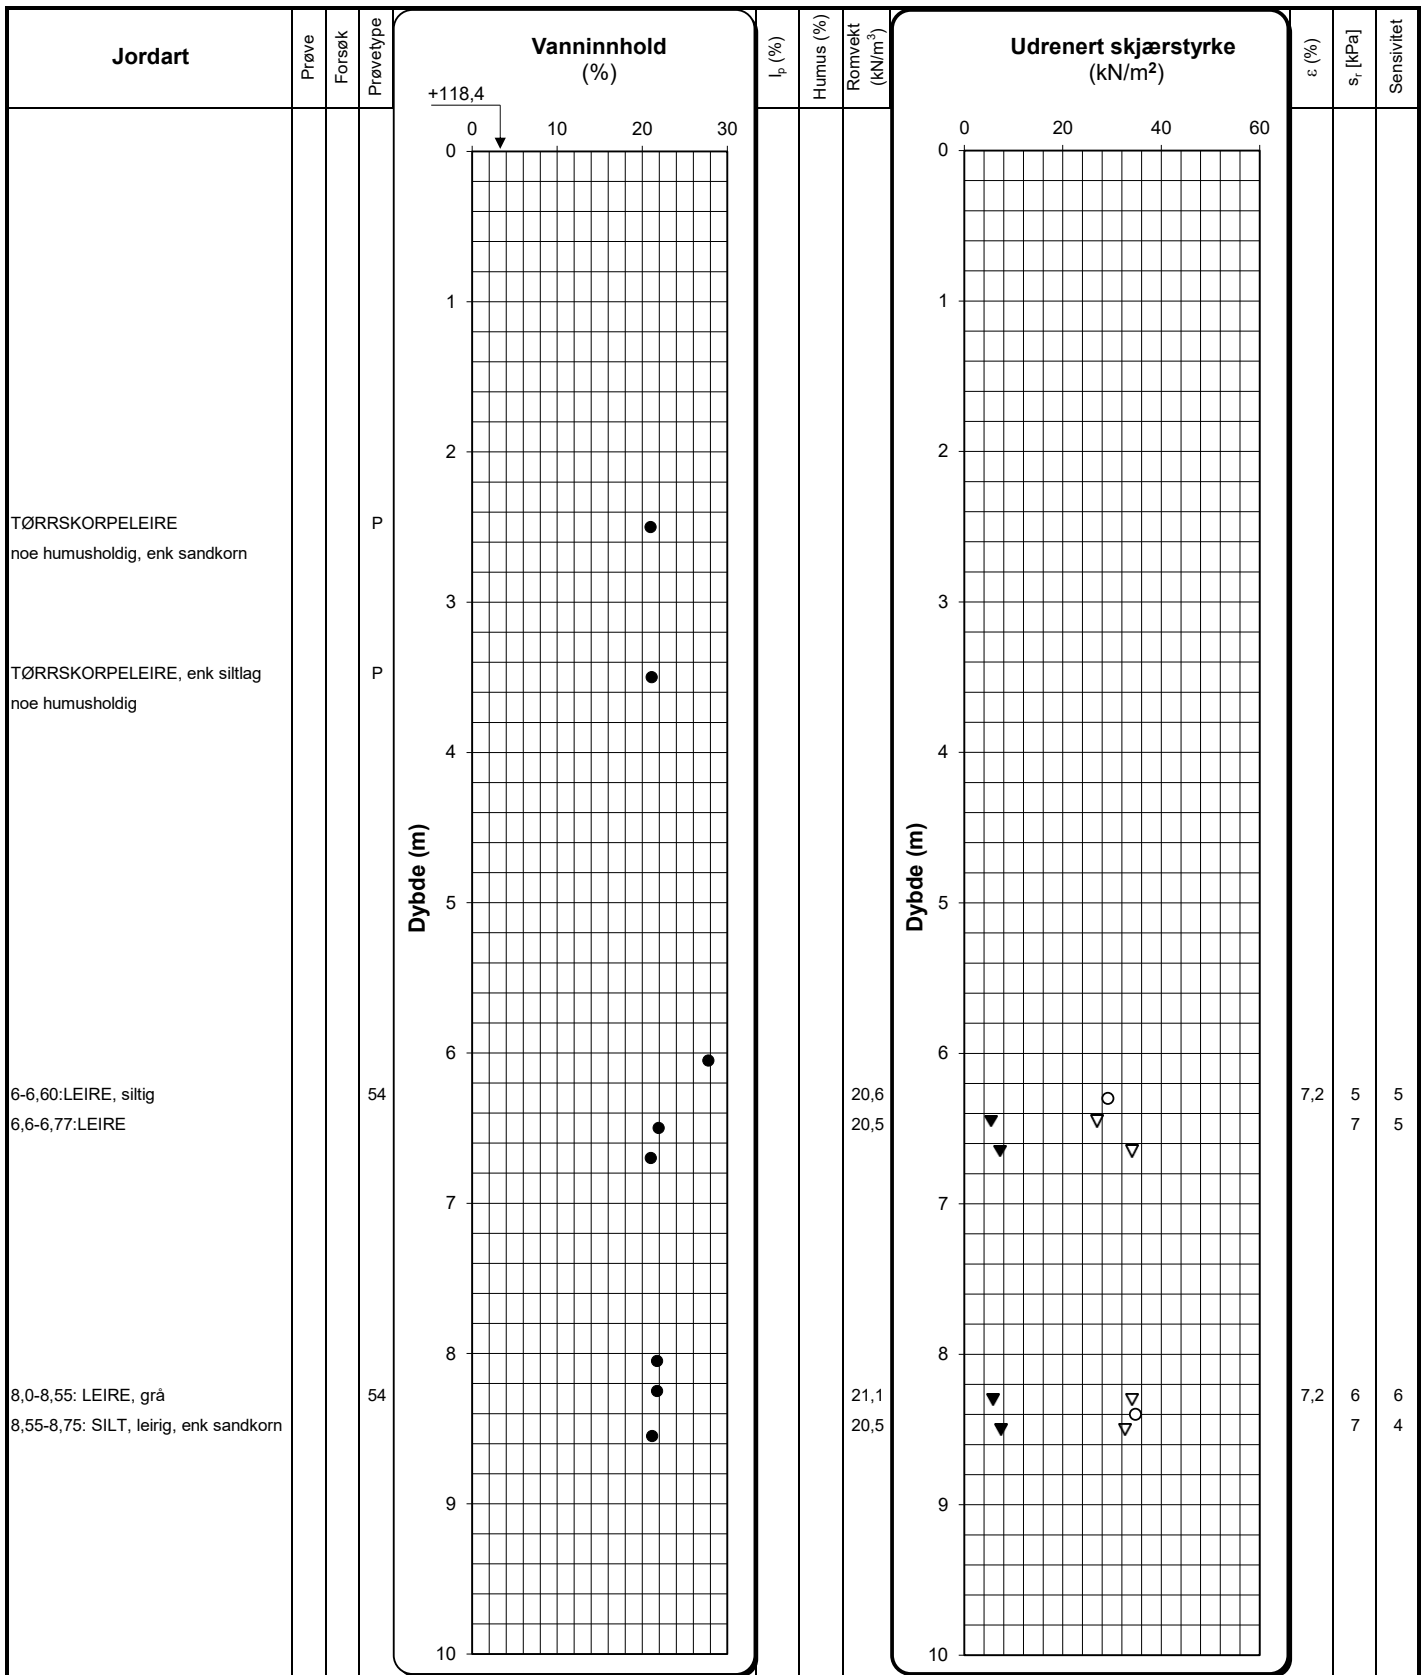 Jordart
Prøve
Forsøk
Prøvetype
Vanninnhold
(%)
Ip (%)
Humus (%)
Romvekt
(kN/m³)
Udrenert skjærstyrke
(kN/m²)
ε (%)
sr [kPa]
Sensivitet
+118,4
0 10 20 30
0 20 40 60
0 0
1 1
2 2
TØRRSKORPELEIRE P
noe humusholdig, enk sandkorn
3 3
TØRRSKORPELEIRE, enk siltlag P
noe humusholdig
4 4
Dybde (m) Dybde (m)
5 5
6 6
6-6,60:LEIRE, siltig 54 20,6 7,2 5 5
6,6-6,77:LEIRE 20,5 7 5
7 7
8 8
8,0-8,55: LEIRE, grå 54 21,1 7,2 6 6
8,55-8,75: SILT, leirig, enk sandkorn 20,5 7 4
9 9
10 10